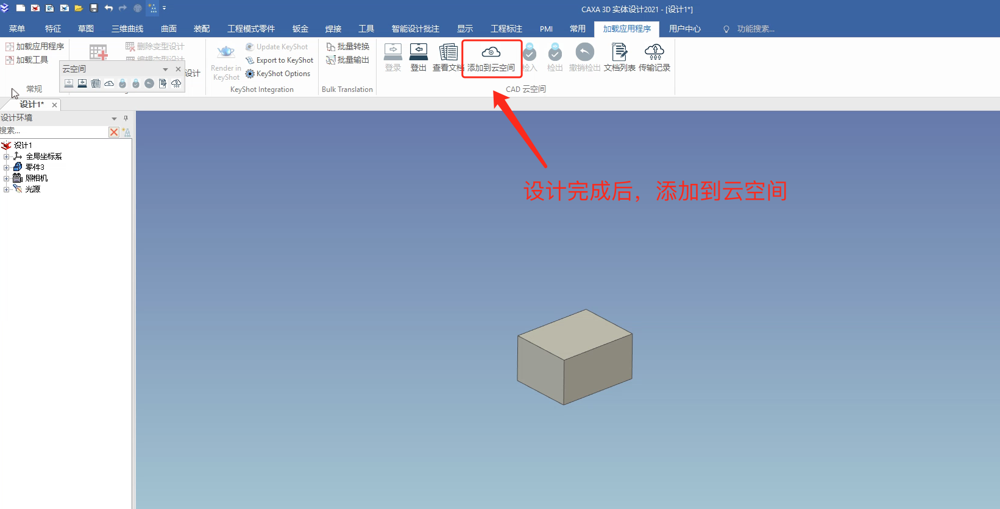 CAXA 3D 实体设计2021 - [设计1*]
菜单 特征 草图 三维曲线 曲面 装配 工程模式零件 钣金 焊接 工具 智能设计批注 显示 工程标注 PMI 常用 加载应用程序 用户中心 功能搜索...
加载应用程序
加载工具
常规
删除变型设计
编辑变型设计
设计
云空间
Render in
KeyShot
Update KeyShot
Export to KeyShot
KeyShot Options
KeyShot Integration
批量转换
批量输出
Bulk Translation
登录 登出 查看文档 添加到云空间 检入 检出 撤销检出 文档列表 传输记录
CAD 云空间
设计1*
设计环境
搜索...
设计1
全局坐标系
零件3
照相机
光源
设计完成后，添加到云空间